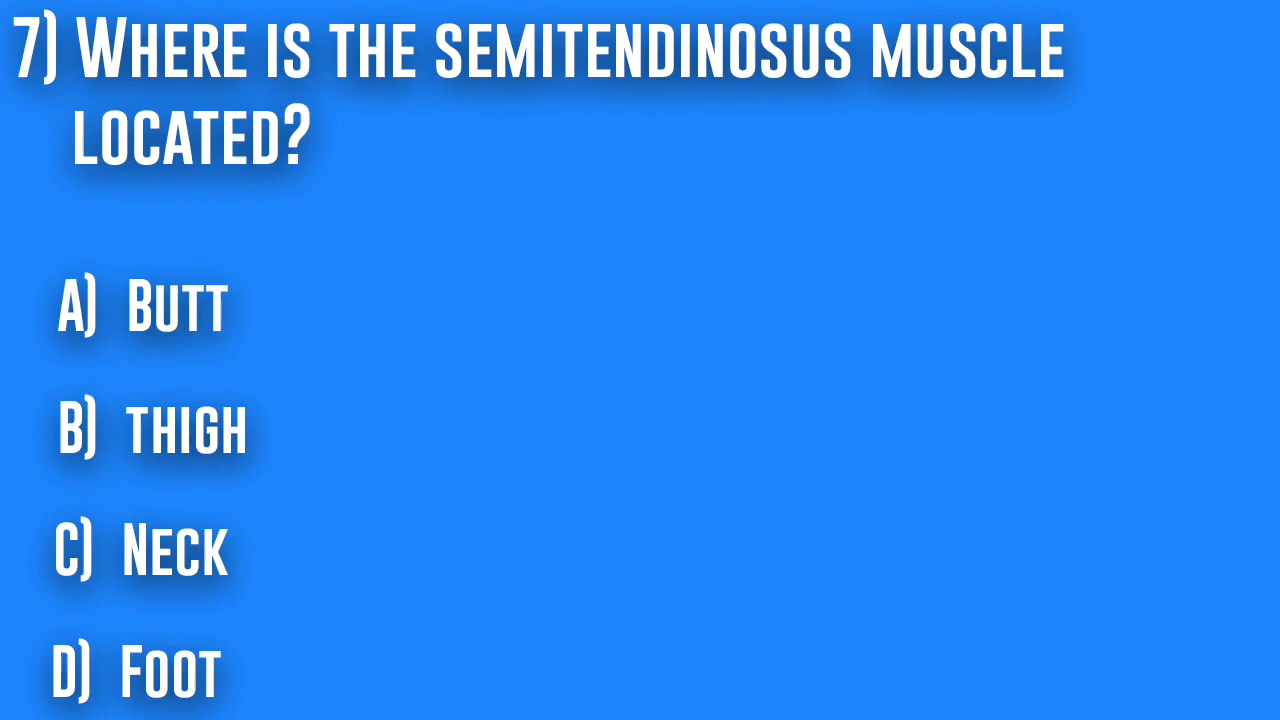 7) Where is the semitendinosus muscle
located?
A) Butt
B) thigh
C) Neck
D) Foot